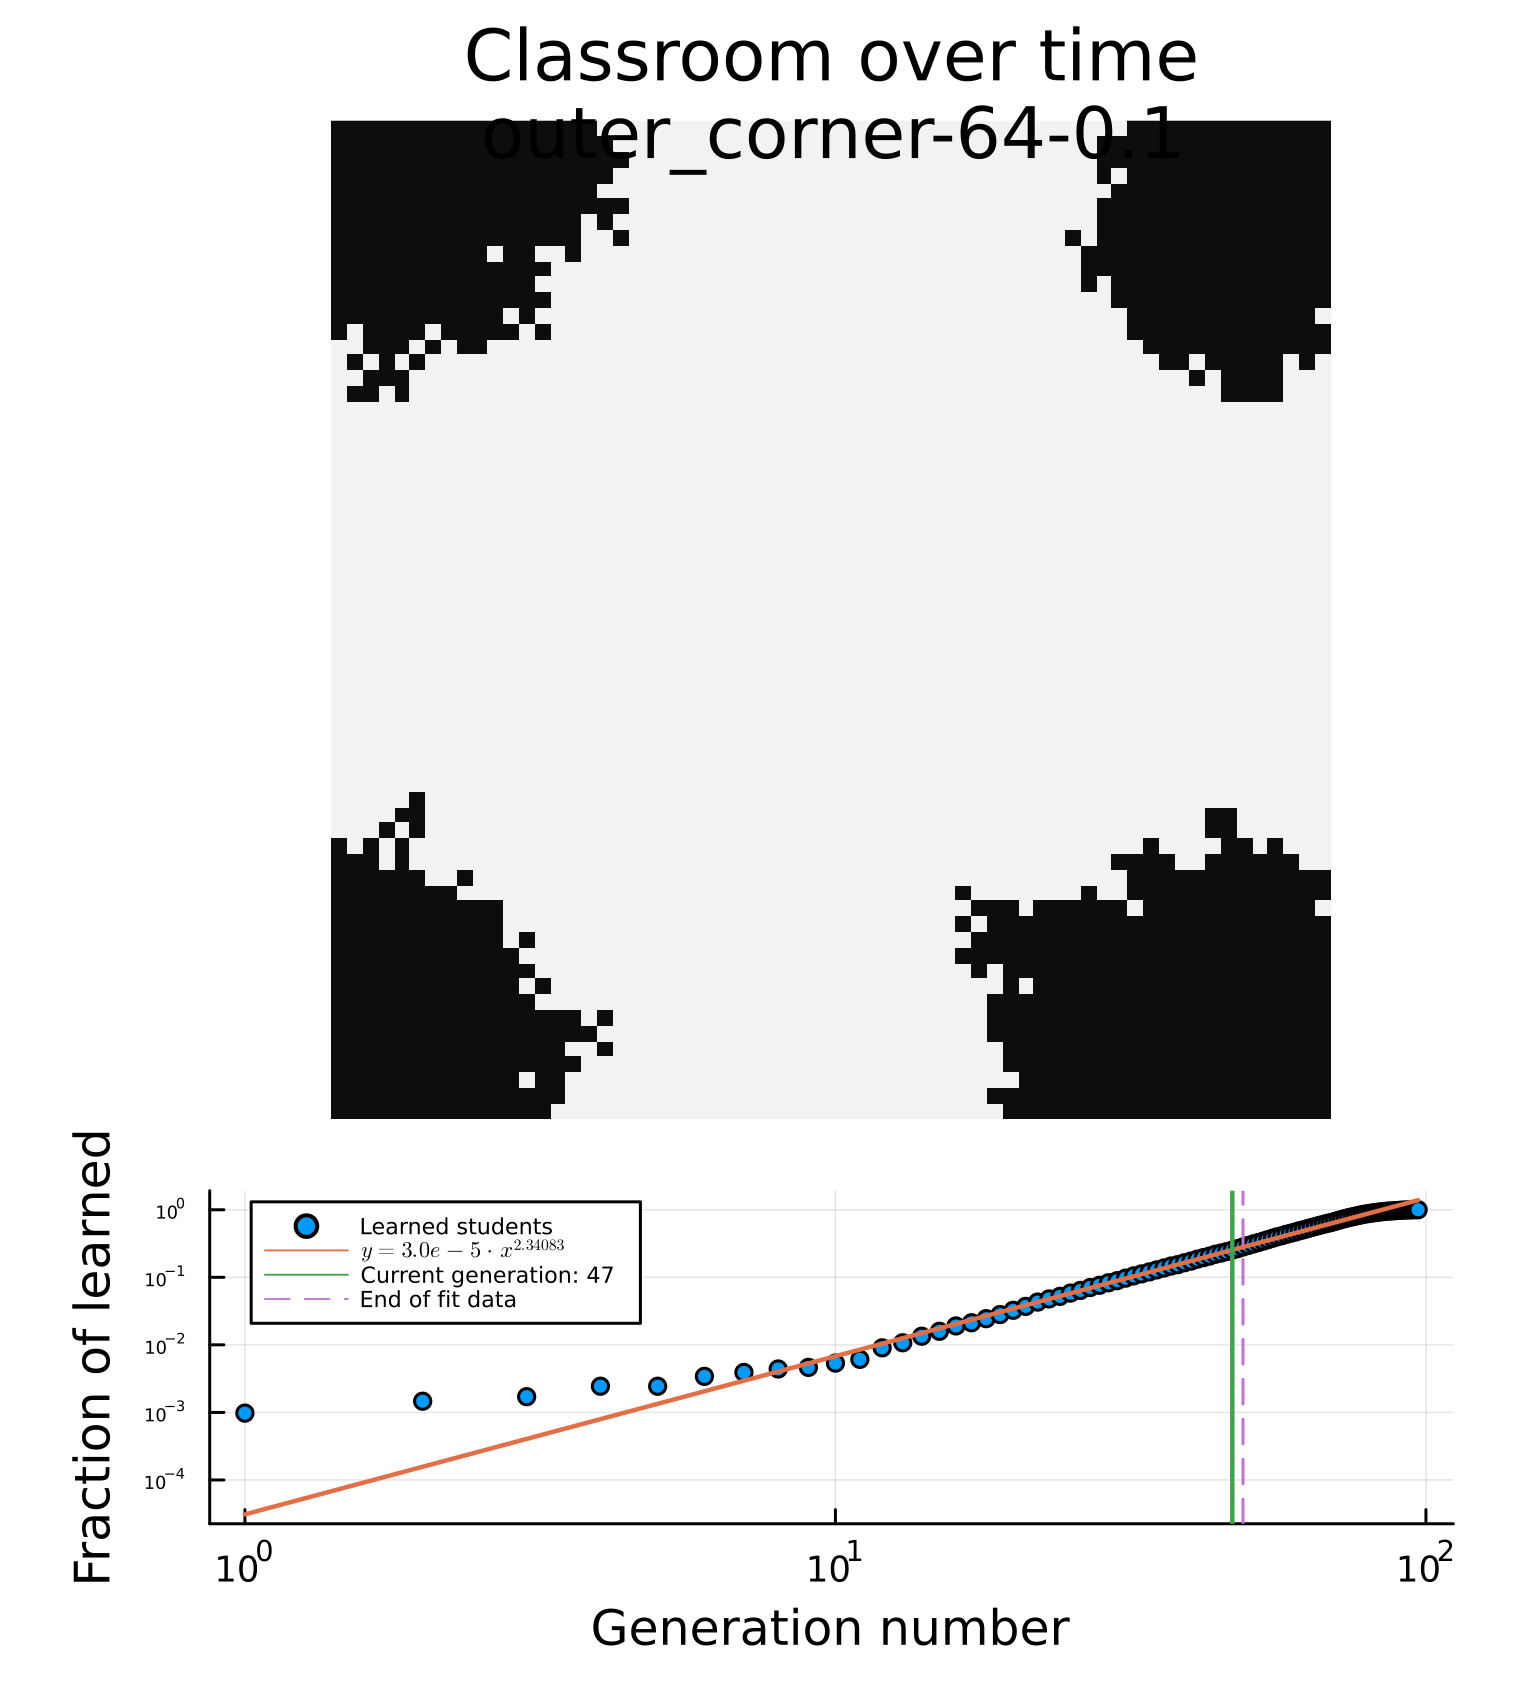 Classroom over time
outer_corner-64-0.1
Fraction of learned
10^0
10^-1
10^-2
10^-3
10^-4
Learned students
y = 3.0e − 5 · x^2.34083
Current generation: 47
End of fit data
10^0 10^1 10^2
Generation number